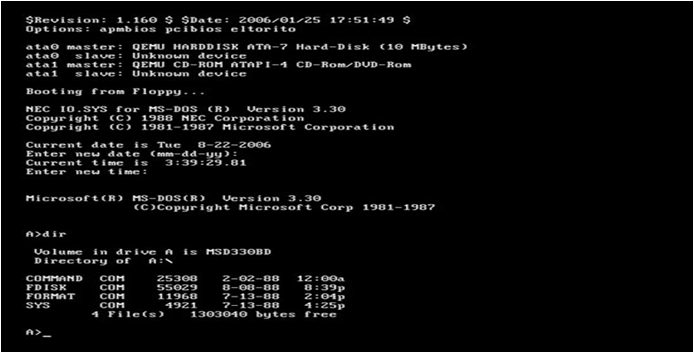 $Revision: 1.160 $ $Date: 2006/01/25 17:51:49 $
Options: apmbios pcibios eltorito
ata0 master: QEMU HARDDISK ATA-7 Hard-Disk (10 MBytes)
ata0  slave: Unknown device
ata1 master: QEMU CD-ROM ATAPI-4 CD-Rom/DVD-Rom
ata1  slave: Unknown device
Booting from Floppy...
NEC IO.SYS for MS-DOS (R)  Version 3.30
Copyright (C) 1988 NEC Corporation
Copyright (C) 1981-1987 Microsoft Corporation
Current date is Tue  8-22-2006
Enter new date (mm-dd-yy):
Current time is  3:39:29.81
Enter new time:
Microsoft(R) MS-DOS(R)  Version 3.30
(C)Copyright Microsoft Corp 1981-1987
A>dir
Volume in drive A is MSD330BD
Directory of  A:\
COMMAND  COM    25308   2-02-88  12:00a
FDISK    COM    55029   8-08-88   8:39p
FORMAT   COM    11968   7-13-88   2:04p
SYS      COM     4921   7-13-88   4:25p
4 File(s)   1303040 bytes free
A>_